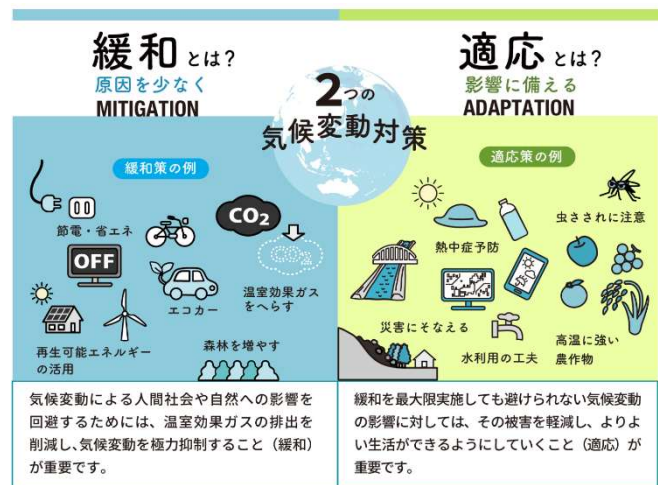 緩和とは?
原因を少なく
MITIGATION
2つの
気候変動対策
適応とは?
影響に備える
ADAPTATION
緩和策の例
節電・省エネ
OFF
CO2
CO2
エコカー
温室効果ガス
をへらす
再生可能エネルギー
の活用
森林を増やす
適応策の例
虫さされに注意
熱中症予防
災害にそなえる
水利用の工夫
高温に強い
農作物
気候変動による人間社会や自然への影響を
回避するためには、温室効果ガスの排出を
削減し、気候変動を極力抑制すること（緩和）
が重要です。
緩和を最大限実施しても避けられない気候変動
の影響に対しては、その被害を軽減し、よりよ
い生活ができるようにしていくこと（適応）が
重要です。